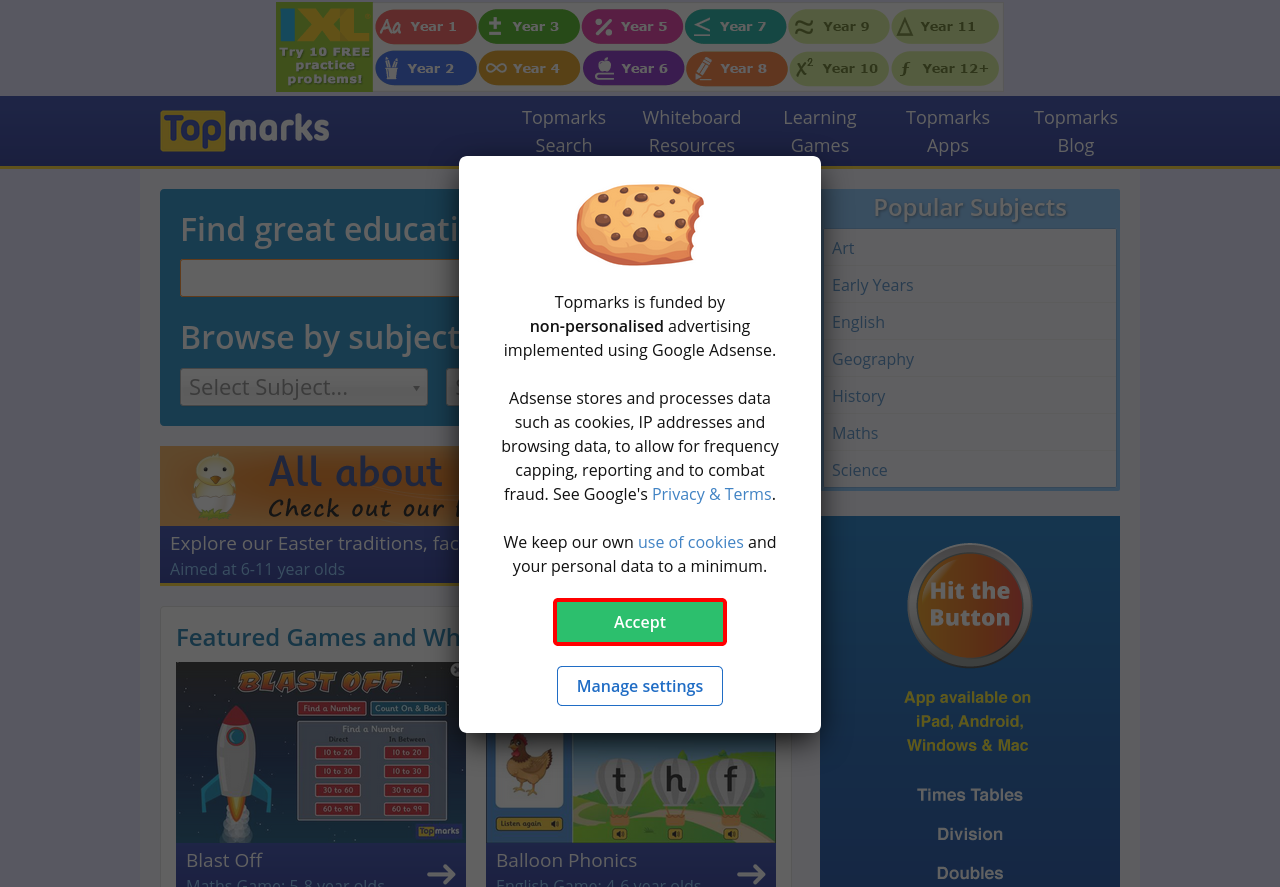 IXL
Try 10 FREE
practice
problems!
Year 1
Year 3
Year 5
Year 7
Year 9
Year 11
Year 2
Year 4
Year 6
Year 8
Year 10
Year 12+
Topmarks
Topmarks
Search
Whiteboard
Resources
Learning
Games
Topmarks
Apps
Topmarks
Blog
Find great educati
Browse by subject
Select Subject...
All about
Check out our f
Explore our Easter traditions, fac
Aimed at 6-11 year olds
Featured Games and Wh
BLAST OFF
Find a Number
Count On & Back
Find a Number
Direct
In Between
10 to 20
10 to 20
10 to 30
10 to 30
30 to 60
30 to 60
60 to 99
60 to 99
Topmarks
Blast Off
Maths Game: 5-8 year olds
Listen again
t h f
Balloon Phonics
English Game: 4-6 year olds
Topmarks is funded by
non-personalised advertising
implemented using Google Adsense.
Adsense stores and processes data
such as cookies, IP addresses and
browsing data, to allow for frequency
capping, reporting and to combat
fraud. See Google's Privacy & Terms.
We keep our own use of cookies and
your personal data to a minimum.
Accept
Manage settings
Popular Subjects
Art
Early Years
English
Geography
History
Maths
Science
Hit the
Button
App available on
iPad, Android,
Windows & Mac
Times Tables
Division
Doubles